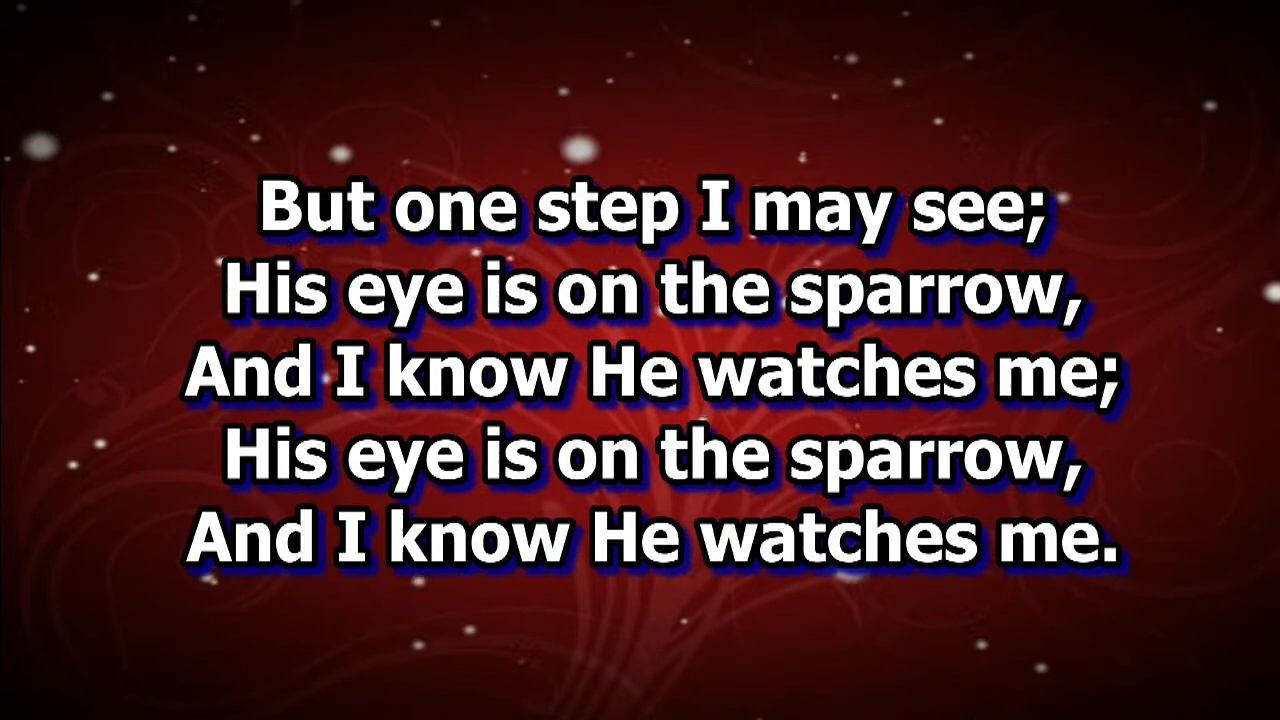 But one step I may see;
His eye is on the sparrow,
And I know He watches me;
His eye is on the sparrow,
And I know He watches me.